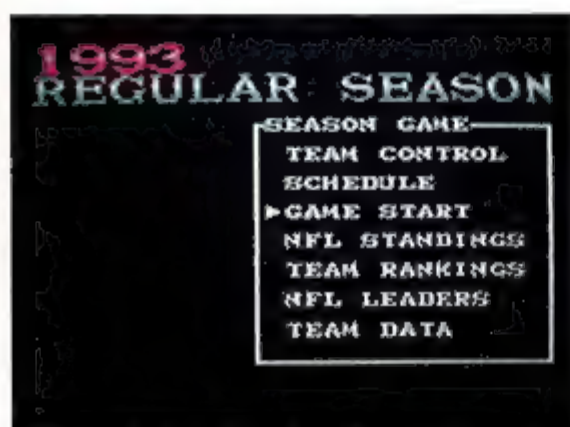 1993
REGULAR SEASON
SEASON GAME
TEAM CONTROL
SCHEDULE
▶GAME START
NFL STANDINGS
TEAM RANKINGS
NFL LEADERS
TEAM DATA